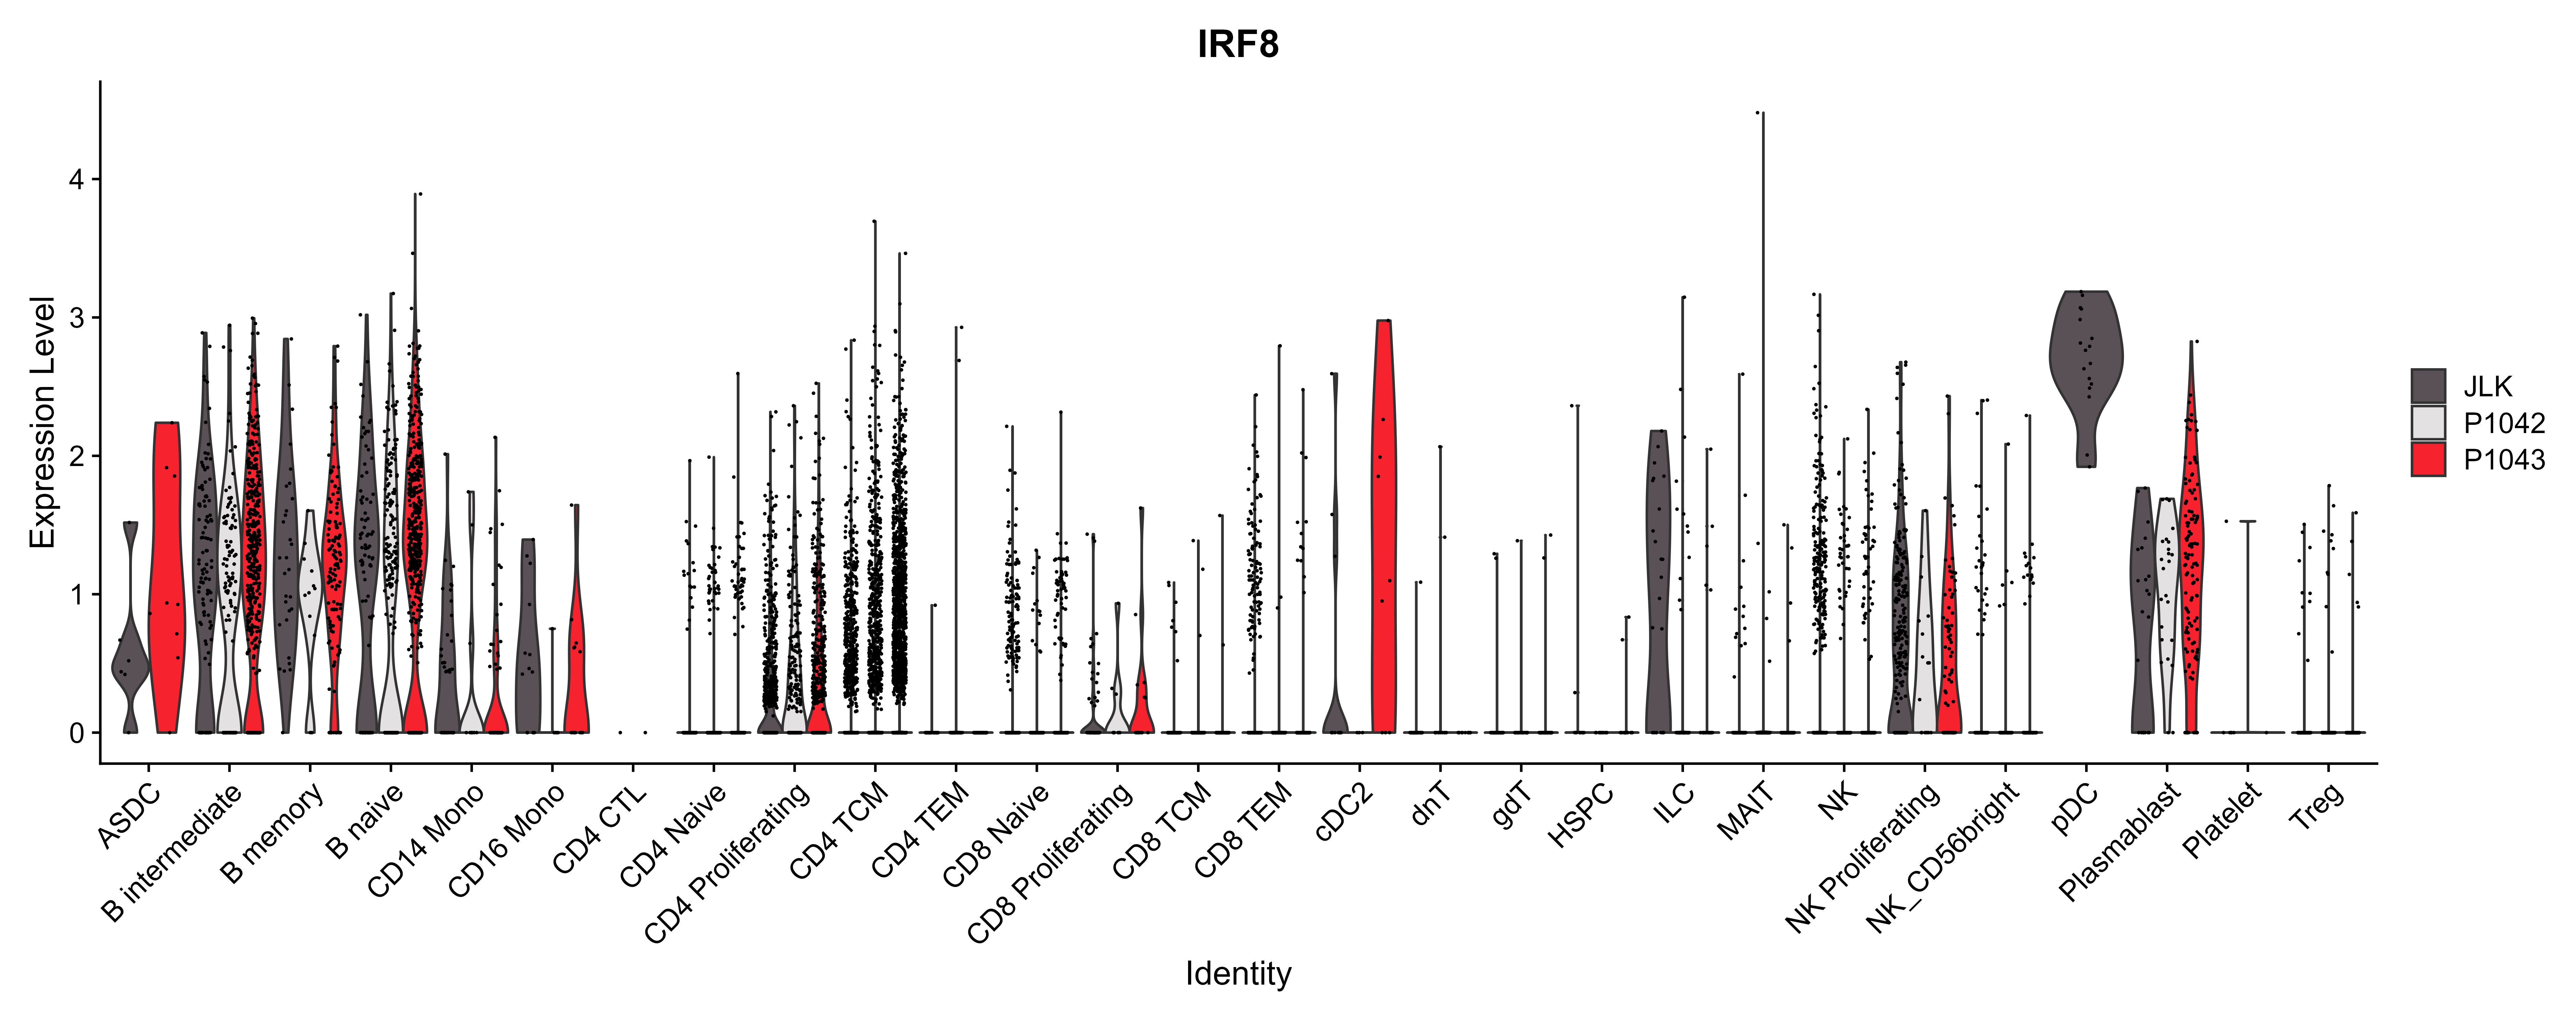 IRF8
Expression Level
4
3
2
1
0
ASDC
B intermediate
B memory
B naive
CD14 Mono
CD16 Mono
CD4 CTL
CD4 Naive
CD4 Proliferating
CD4 TCM
CD4 TEM
CD8 Naive
CD8 Proliferating
CD8 TCM
CD8 TEM
cDC2
dnT
gdT
HSPC
ILC
MAIT
NK
NK Proliferating
NK_CD56bright
pDC
Plasmablast
Platelet
Treg
Identity
JLK
P1042
P1043